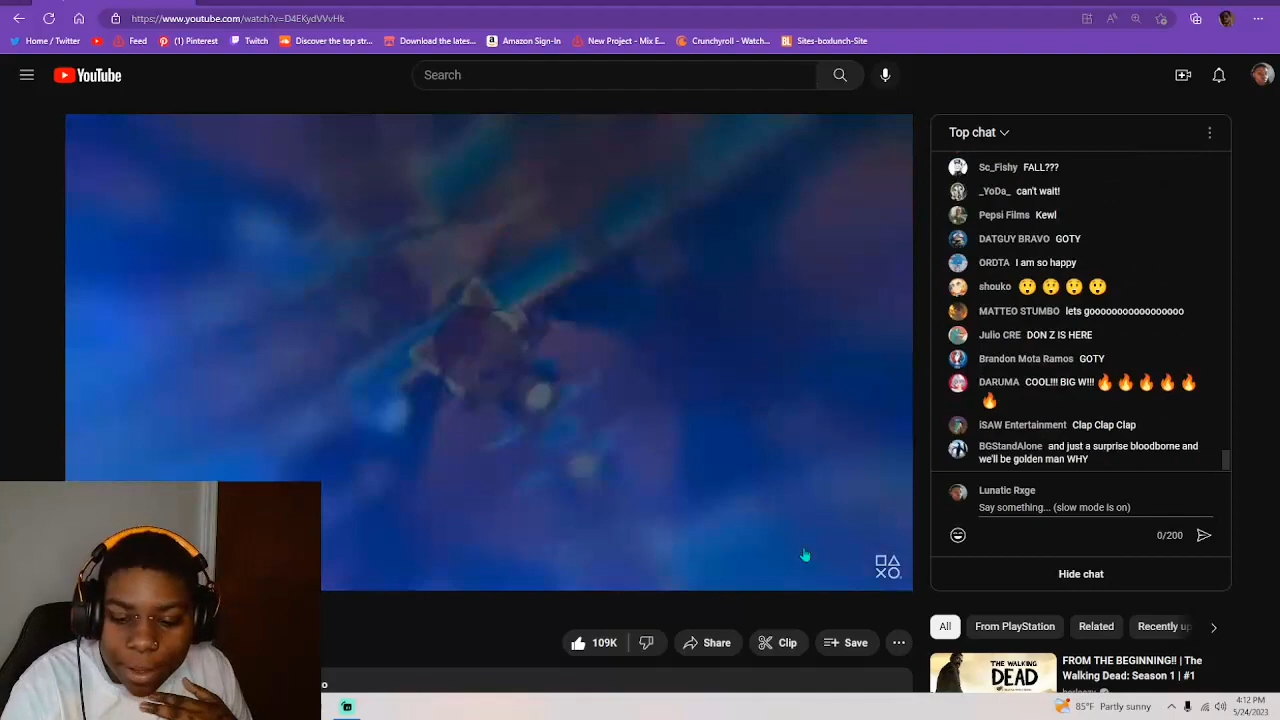 https://www.youtube.com/watch?v=D4EKydVVvHk
Home / Twitter
Feed
(1) Pinterest
Twitch
Discover the top str...
Download the lates...
Amazon Sign-In
New Project - Mix E...
Crunchyroll - Watch...
BL Sites-boxlunch-Site
YouTube
Search
Top chat
Sc_Fishy FALL???
_YoDa_ can't wait!
Pepsi Films Kewl
DATGUY BRAVO GOTY
ORDTA I am so happy
shouko 😲 😲 😲 😲
MATTEO STUMBO lets gooooooooooooooooo
Julio CRE DON Z IS HERE
Brandon Mota Ramos GOTY
DARUMA COOL!!! BIG W!!! 🔥 🔥 🔥 🔥 🔥
🔥
iSAW Entertainment Clap Clap Clap
BGStandAlone and just a surprise bloodborne and
we'll be golden man WHY
Lunatic Rxge
Say something... (slow mode is on)
0/200
Hide chat
109K
Share
Clip
Save
All
From PlayStation
Related
Recently up
THE WALKING
DEAD
FROM THE BEGINNING!! | The
Walking Dead: Season 1 | #1
85°F Partly sunny
4:12 PM
5/24/2023